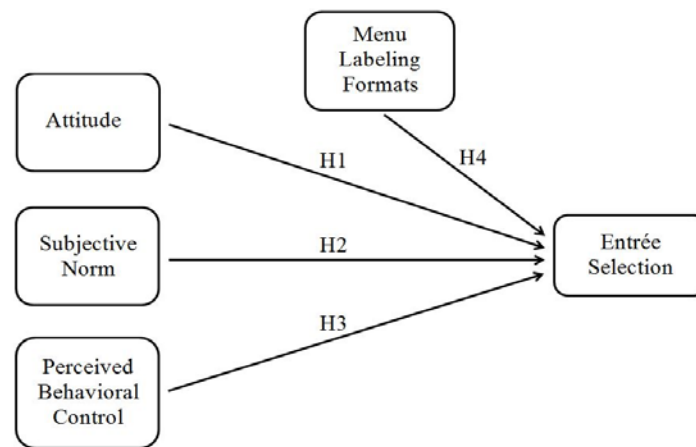 Menu
Labeling
Formats
Attitude
H1
H4
Subjective
Norm
H2
Entrée
Selection
H3
Perceived
Behavioral
Control